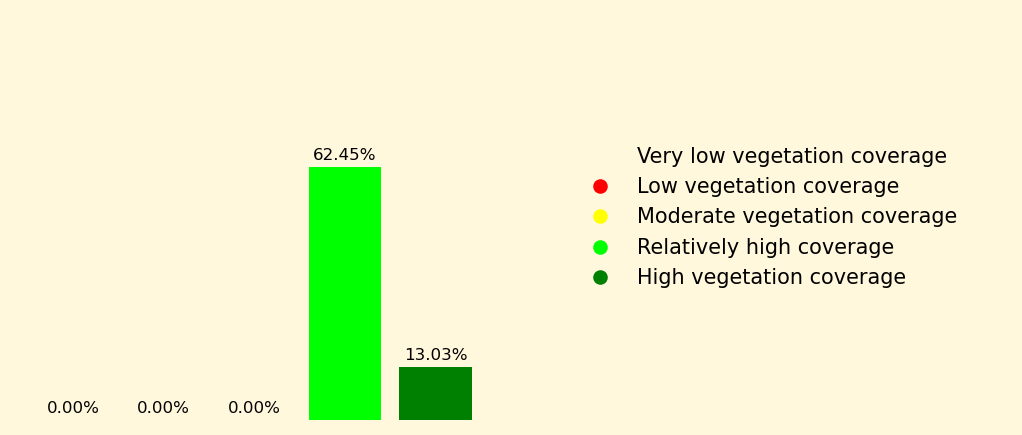 62.45%
13.03%
0.00%
0.00%
0.00%
Very low vegetation coverage
Low vegetation coverage
Moderate vegetation coverage
Relatively high coverage
High vegetation coverage